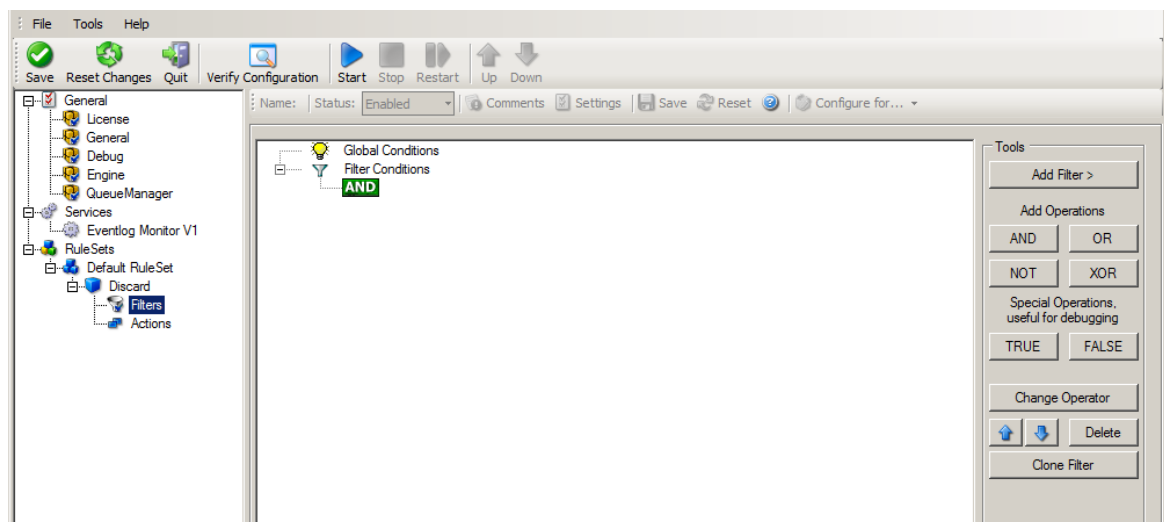 File Tools Help
Save Reset Changes Quit Verify Configuration Start Stop Restart Up Down
General
License
General
Debug
Engine
QueueManager
Services
Eventlog Monitor V1
RuleSets
Default RuleSet
Discard
Filters
Actions
Name: Status: Enabled Comments Settings Save Reset Configure for...
Global Conditions
Filter Conditions
AND
Tools
Add Filter >
Add Operations
AND OR
NOT XOR
Special Operations,
useful for debugging
TRUE FALSE
Change Operator
Delete
Clone Filter